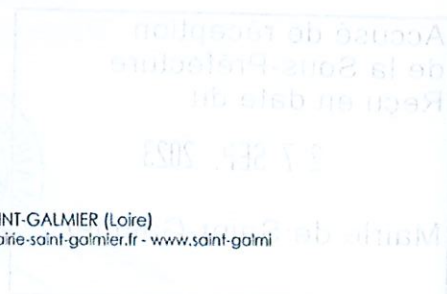 Accusé de réception
de la Sous-Préfecture
Reçu en date du
27 SEP. 2023
Mairie de Saint-G
INT-GALMIER (Loire)
airie-saint-galmier.fr - www.saint-galmi